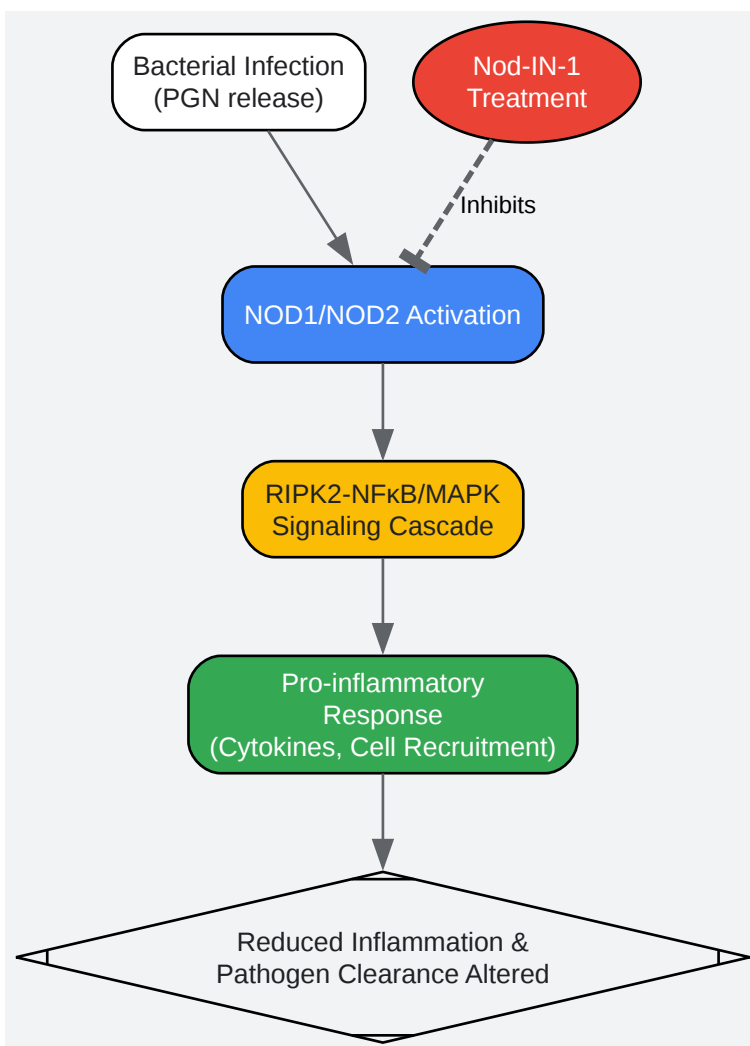 Bacterial Infection
(PGN release)
Nod-IN-1
Treatment
Inhibits
NOD1/NOD2 Activation
RIPK2-NFκB/MAPK
Signaling Cascade
Pro-inflammatory
Response
(Cytokines, Cell Recruitment)
Reduced Inflammation &
Pathogen Clearance Altered